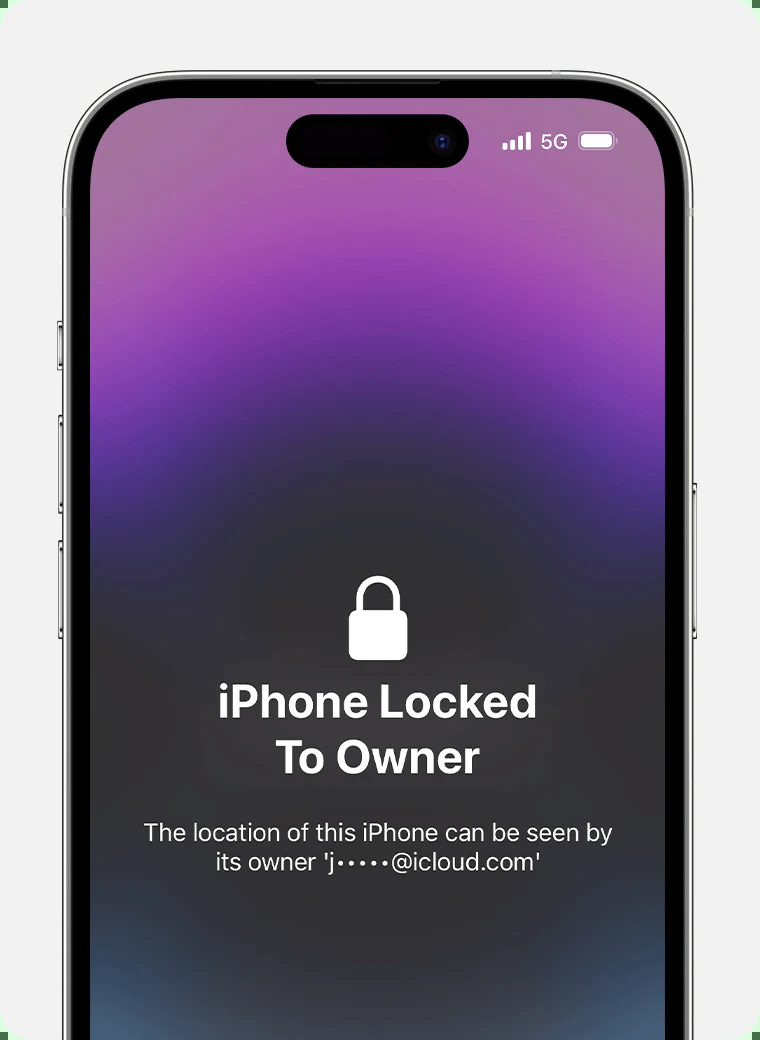 5G
iPhone Locked
To Owner
The location of this iPhone can be seen by
its owner 'j•••••@icloud.com'